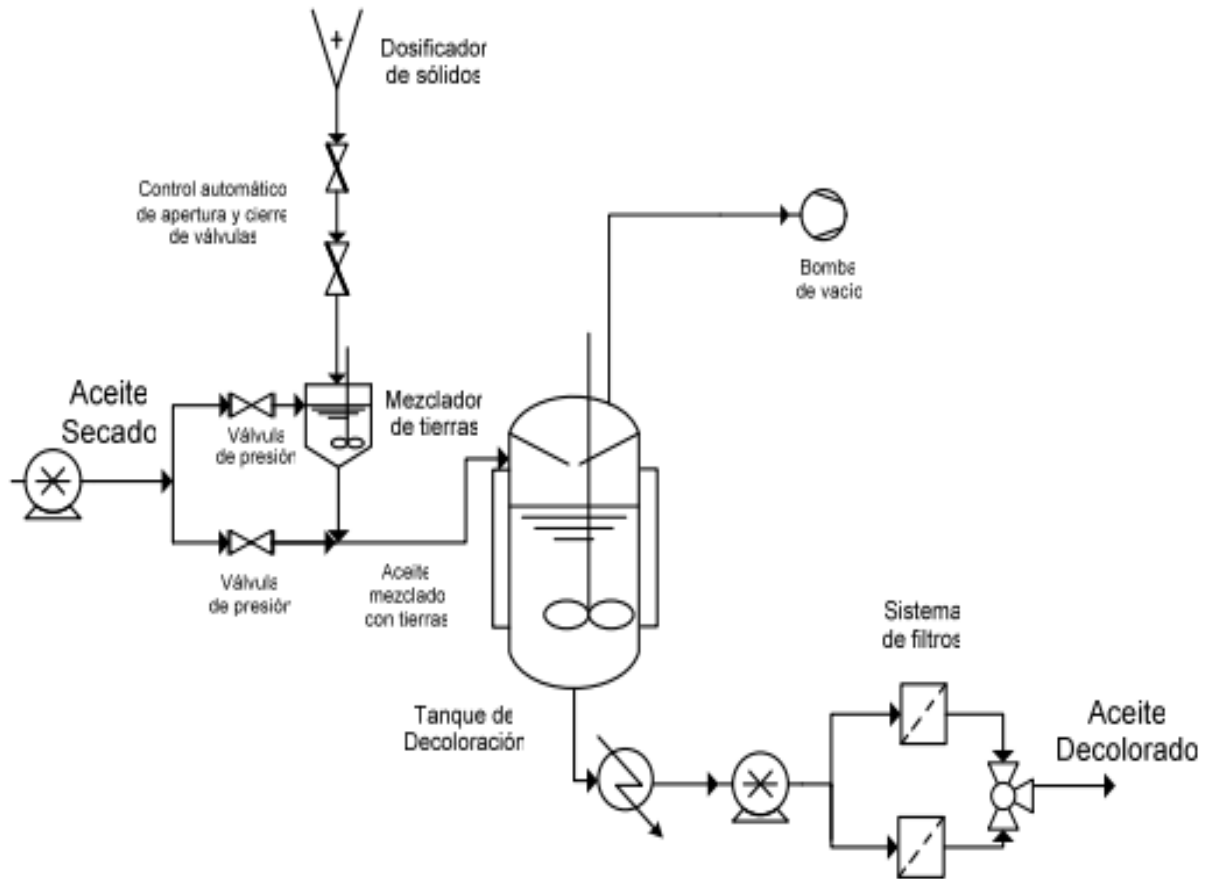 Dosificador
de sólidos
Control automático
de apertura y cierre
de válvulas
Bomba
de vacio
Aceite
Secado
Mezclador
de tierras
Válvula
de presión
Válvula
de presión
Aceite
mezclado
con tierras
Sistema
de filtros
Tanque de
Decoloración
Aceite
Decolorado